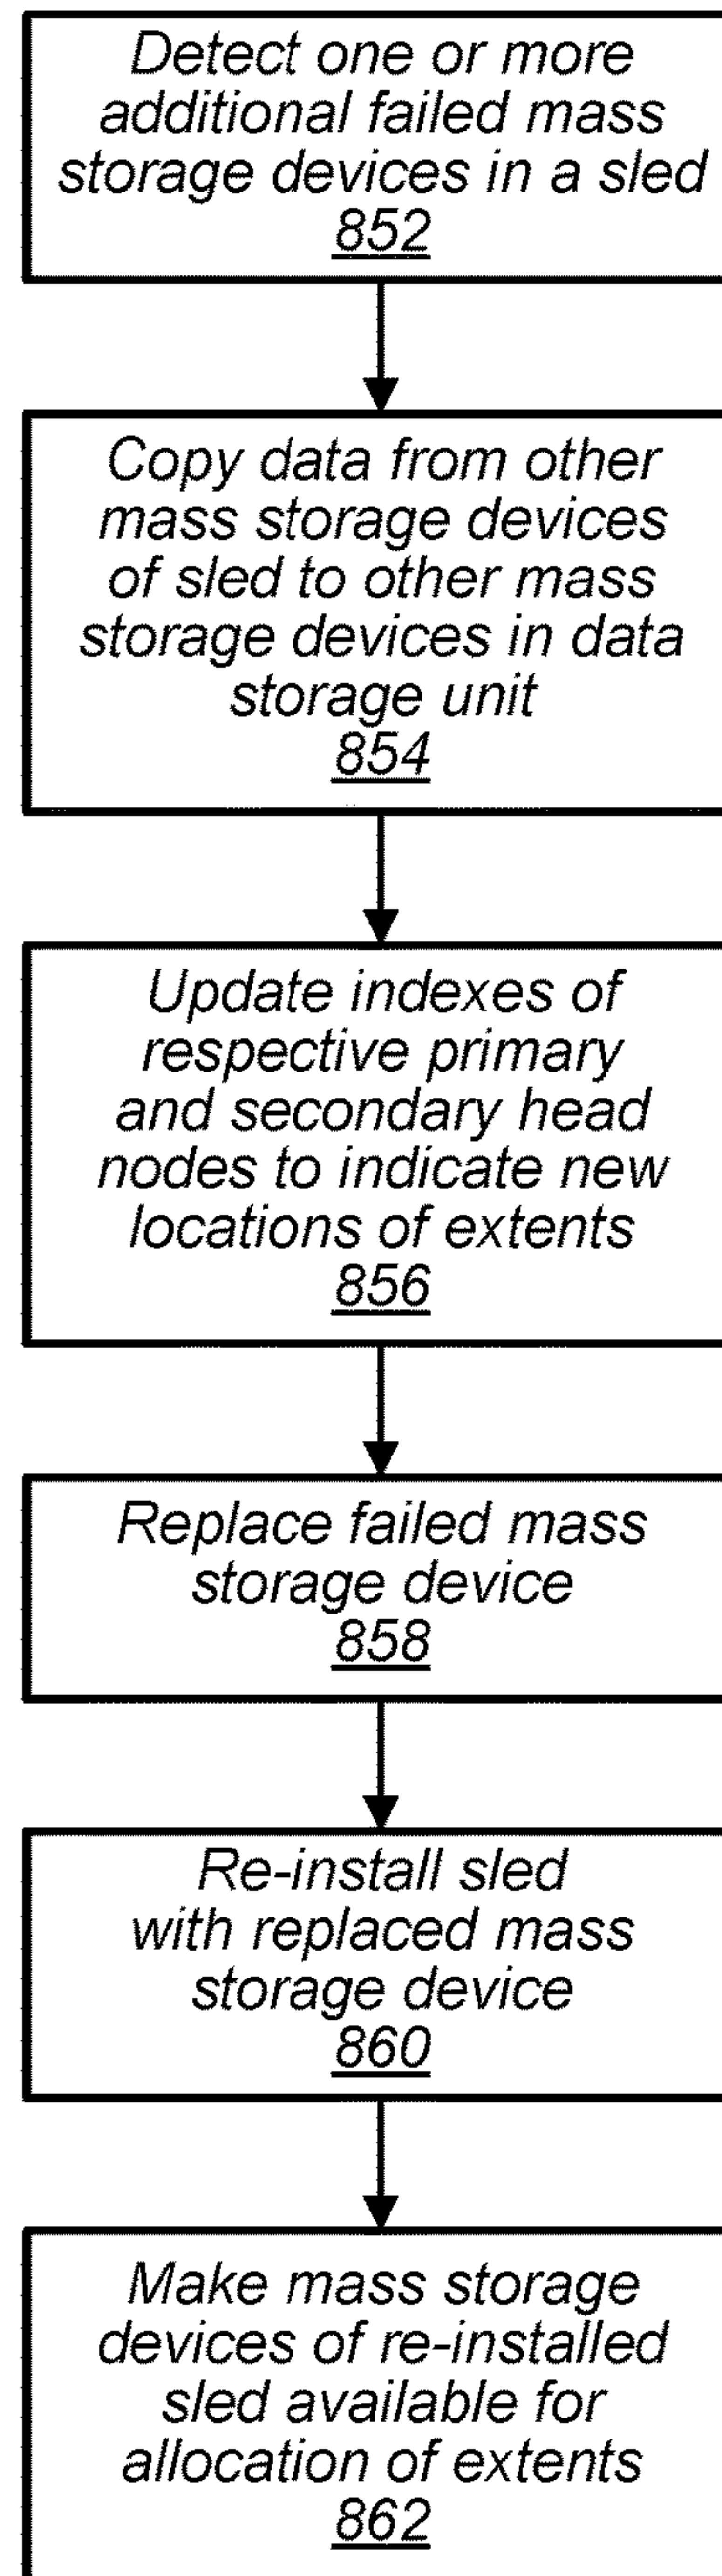 Detect one or more
additional failed mass
storage devices in a sled
852
Copy data from other
mass storage devices
of sled to other mass
storage devices in data
storage unit
854
Update indexes of
respective primary
and secondary head
nodes to indicate new
locations of extents
856
Replace failed mass
storage device
858
Re-install sled
with replaced mass
storage device
860
Make mass storage
devices of re-installed
sled available for
allocation of extents
862